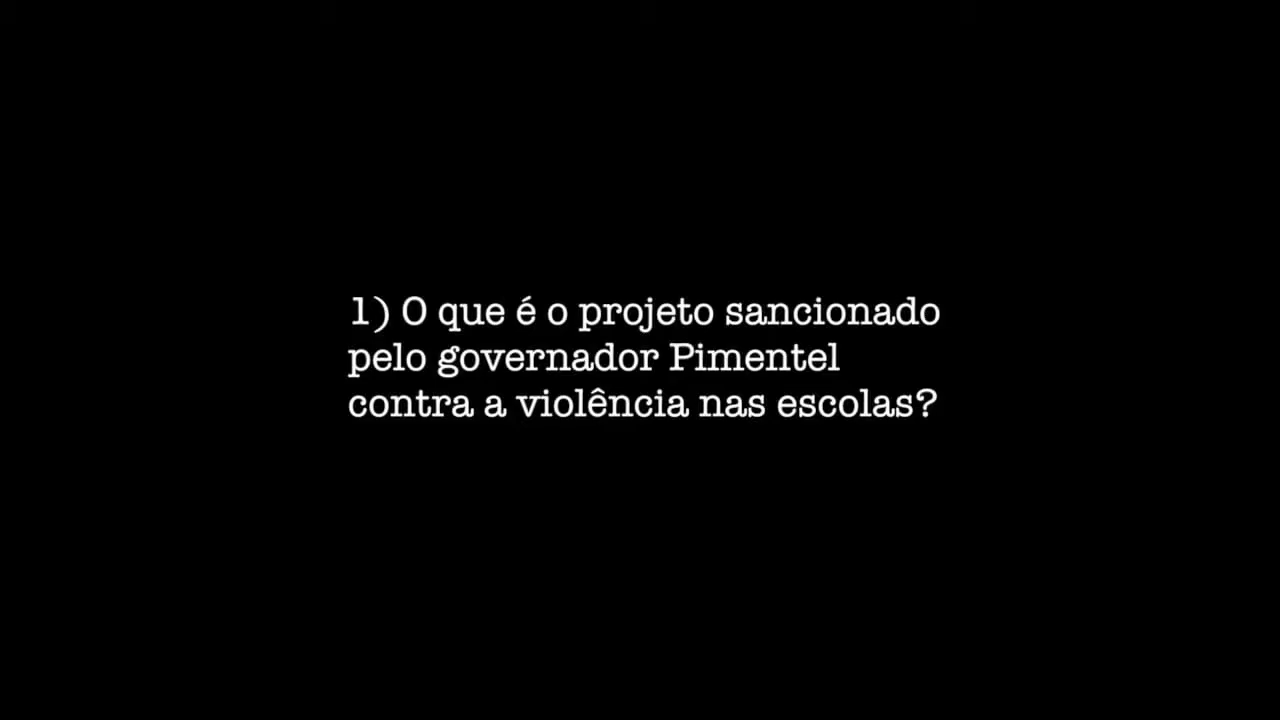 1) O que é o projeto sancionado
pelo governador Pimentel
contra a violência nas escolas?